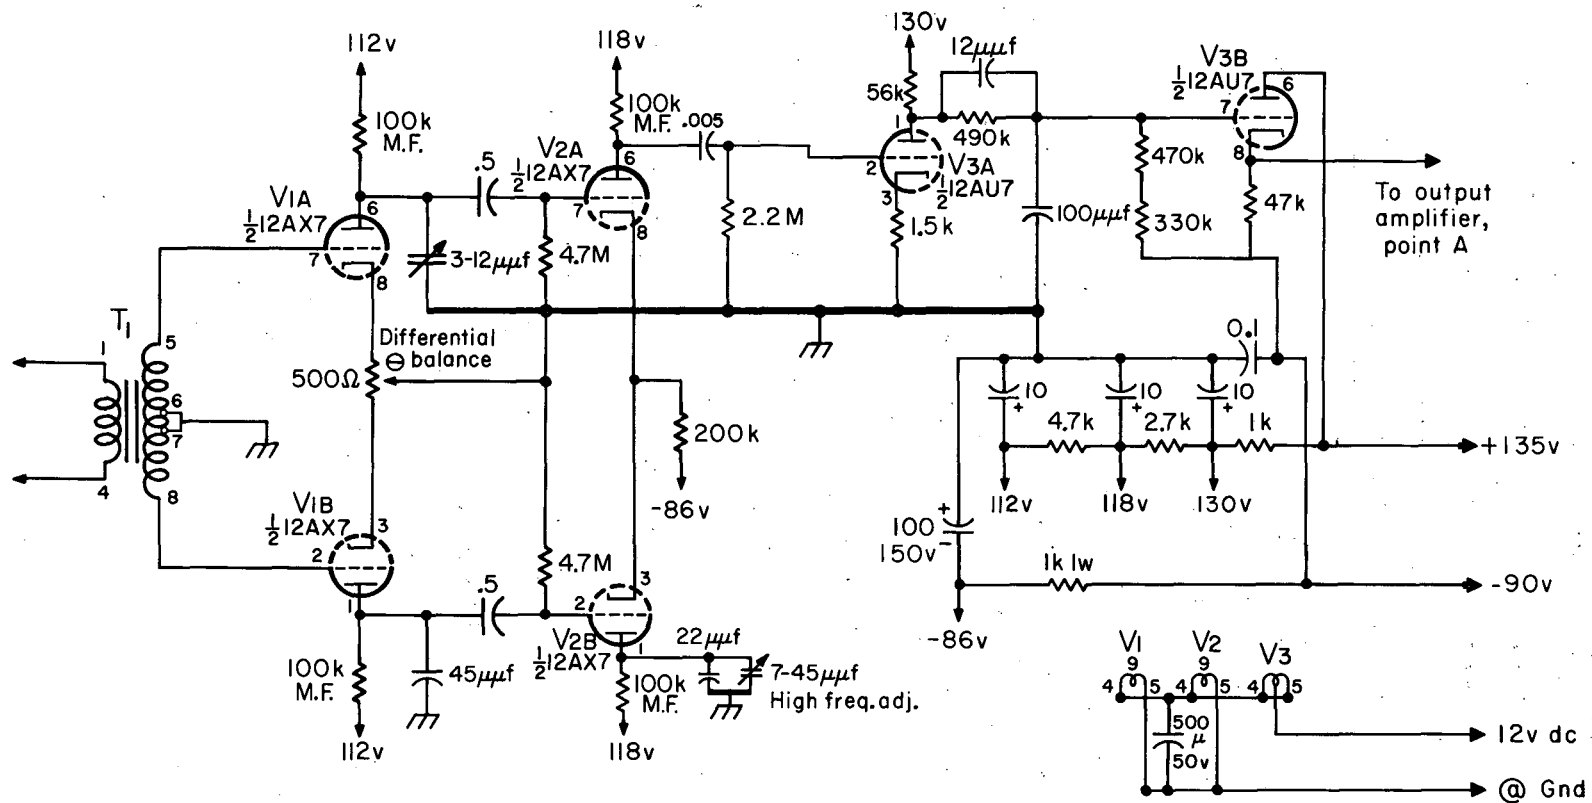 112v
118v
130v
12μμf
V3B
½12AU7
6
7
8
100k
M.F.
100k
M.F.
.005
56k
1
490k
470k
V2A
½12AX7
6
7
8
.5
2
V3A
½12AU7
3
To output
amplifier,
point A
V1A
½12AX7
6
7
8
3-12μμf
4.7M
2.2M
1.5k
100μμf
330k
47k
T1
1
5
6
7
8
4
Differential
⊖ balance
500Ω
200k
-86v
0.1
10
+
10
+
10
+
4.7k
2.7k
1k
+135v
112v
118v
130v
V1B
½12AX7
3
2
1
4.7M
.5
3
2
V2B
½12AX7
1
+
100
150v
-
1k 1w
-90v
-86v
22μμf
7-45μμf
High freq. adj.
100k
M.F.
45μμf
100k
M.F.
112v
118v
V1
9
4
5
V2
9
4
5
V3
4
5
500
μ
50v
12v dc
@ Gnd